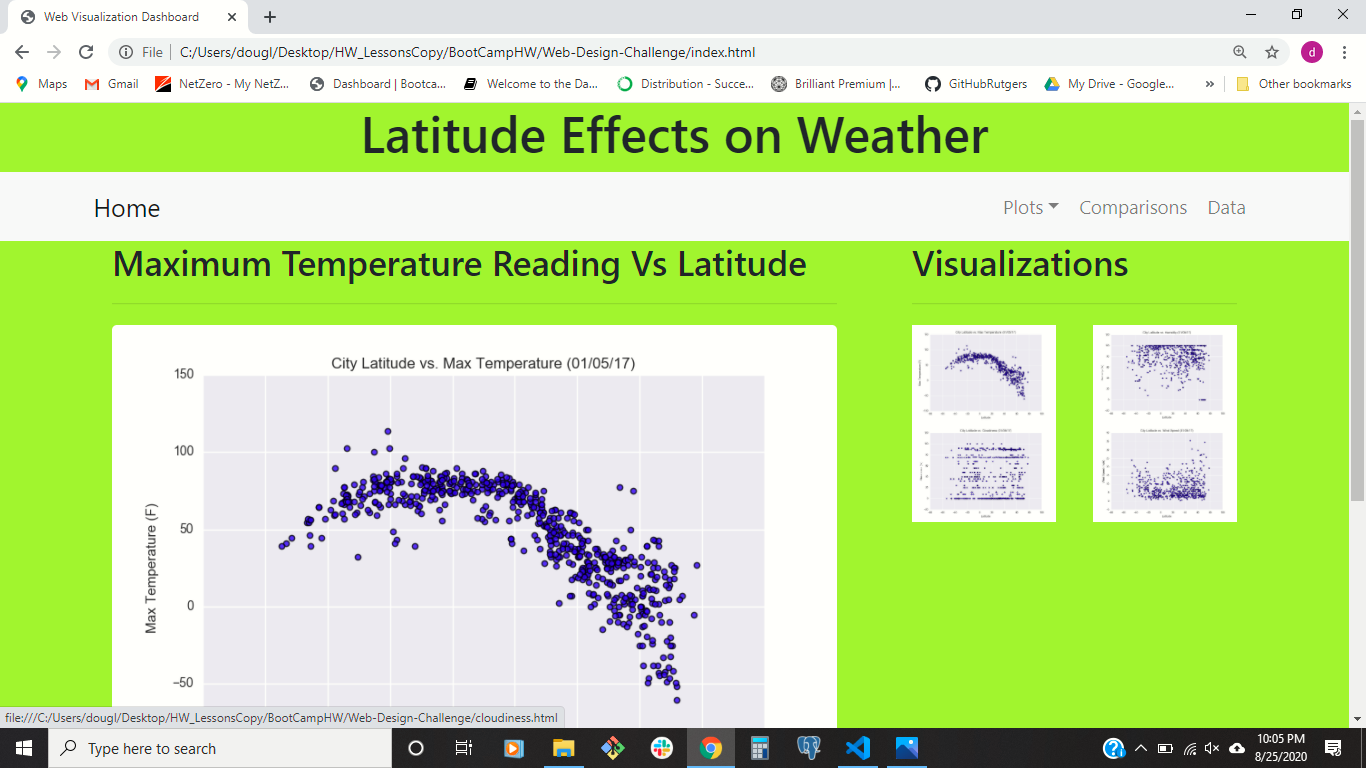 Web Visualization Dashboard
File
C:/Users/dougl/Desktop/HW_LessonsCopy/BootCampHW/Web-Design-Challenge/index.html
d
Maps Gmail NetZero - My NetZ... Dashboard | Bootca... Welcome to the Da... Distribution - Succe... Brilliant Premium |... GitHubRutgers My Drive - Google... » Other bookmarks
Latitude Effects on Weather
Home Plots Comparisons Data
Maximum Temperature Reading Vs Latitude
Visualizations
City Latitude vs. Max Temperature (01/05/17)
150
100
50
0
−50
Max Temperature (F)
file:///C:/Users/dougl/Desktop/HW_LessonsCopy/BootCampHW/Web-Design-Challenge/cloudiness.html
Type here to search
10:05 PM
8/25/2020